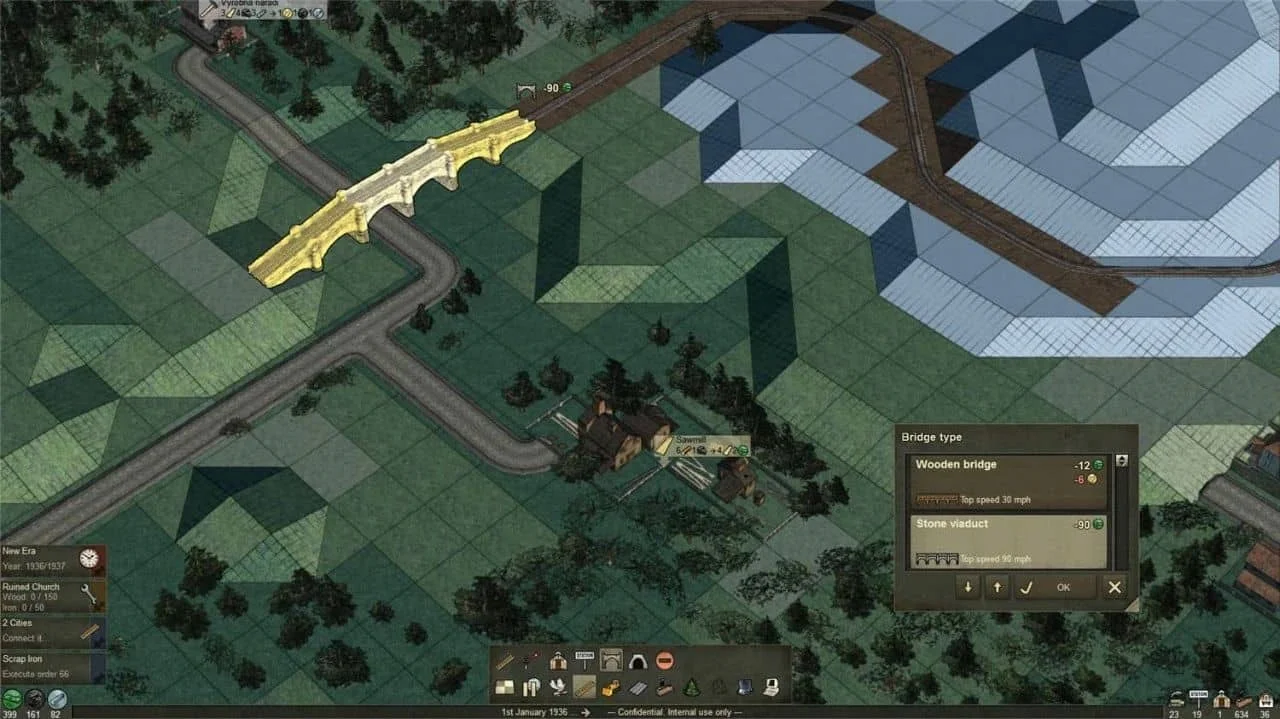 Výrobna nářadí
-90
Sawmill
Bridge type
Wooden bridge -12
-6
Top speed 30 mph
Stone viaduct -90
Top speed 90 mph
OK
New Era
Year: 1936/1937
Ruined Church
Wood: 0 / 150
Iron: 0 / 50
2 Cities
Connect it.
Scrap Iron
Execute order 66
STATION
399 161 82
1st January 1936 ...
— Confidential. Internal use only —
STATION
23 19 1 634 36